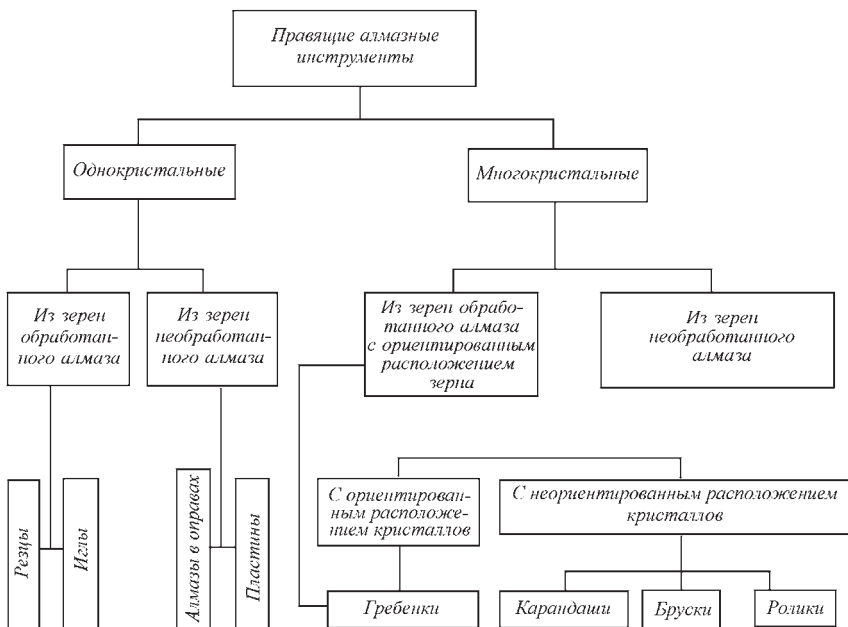 Правящие алмазные
инструменты
Однокристальные
Многокристальные
Из зерен
обработан-
ного алмаза
Из зерен
необработан-
ного алмаза
Из зерен обрабо-
танного алмаза
с ориентированным
расположением
зерна
Из зерен
необработанного
алмаза
Резцы
Иглы
Алмазы в оправах
Пластины
С ориентирован-
ным расположе-
нием кристаллов
С неориентированным расположением
кристаллов
Гребенки
Карандаши
Бруски
Ролики